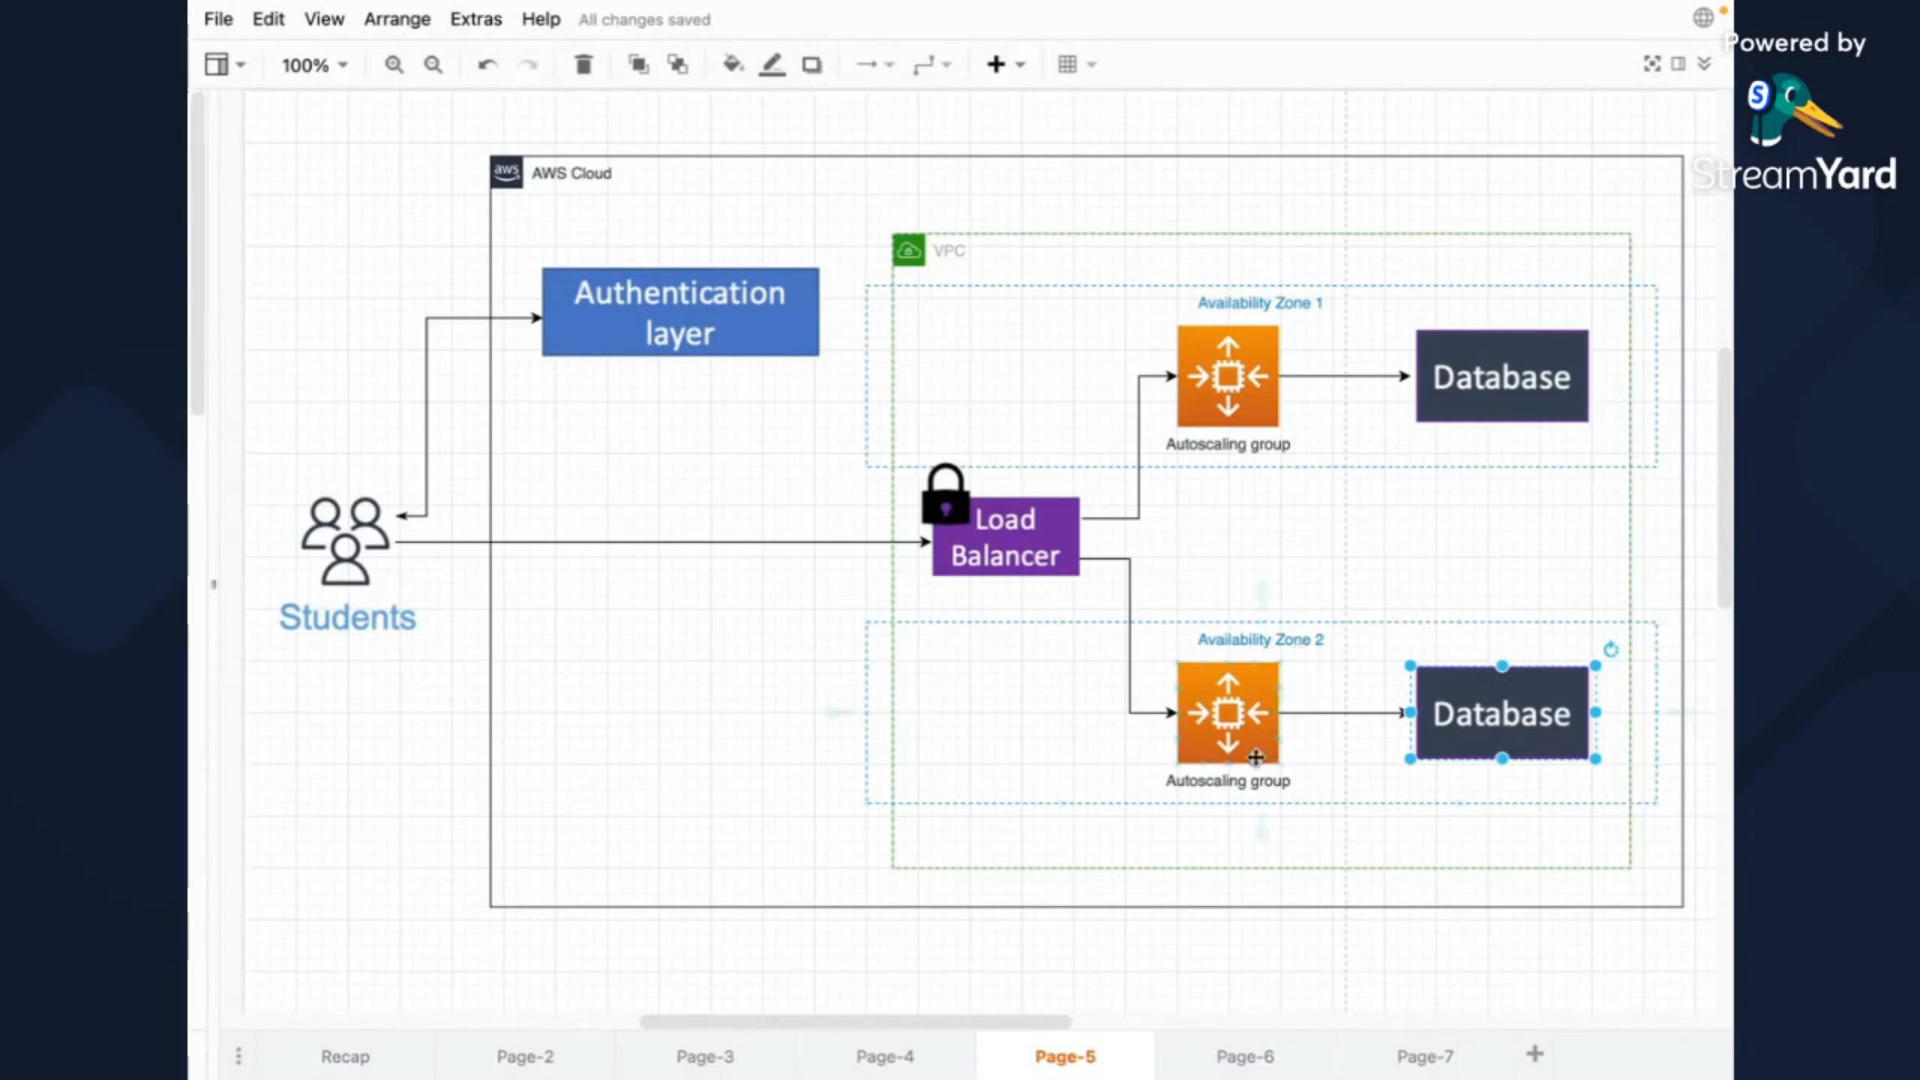 File Edit View Arrange Extras Help All changes saved
Powered by
100%
S
StreamYard
aws AWS Cloud
VPC
Authentication
layer
Availability Zone 1
Database
Autoscaling group
Load
Balancer
Students
Availability Zone 2
Database
Autoscaling group
Recap Page-2 Page-3 Page-4 Page-5 Page-6 Page-7